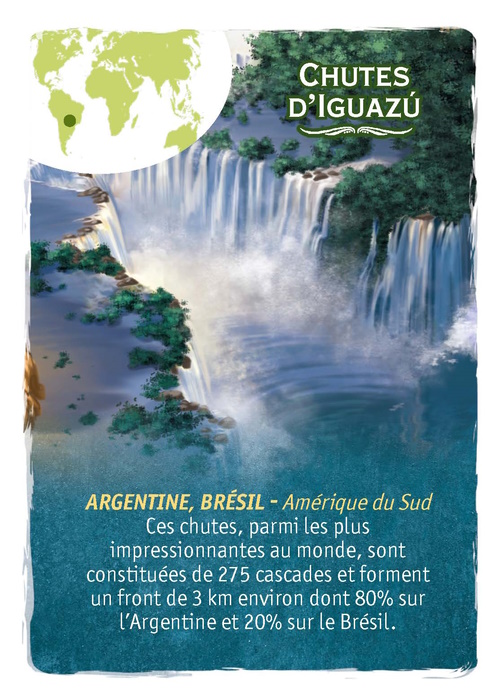 CHUTES
D'IGUAZÚ
ARGENTINE, BRÉSIL - Amérique du Sud
Ces chutes, parmi les plus
impressionnantes au monde, sont
constituées de 275 cascades et forment
un front de 3 km environ dont 80% sur
l'Argentine et 20% sur le Brésil.